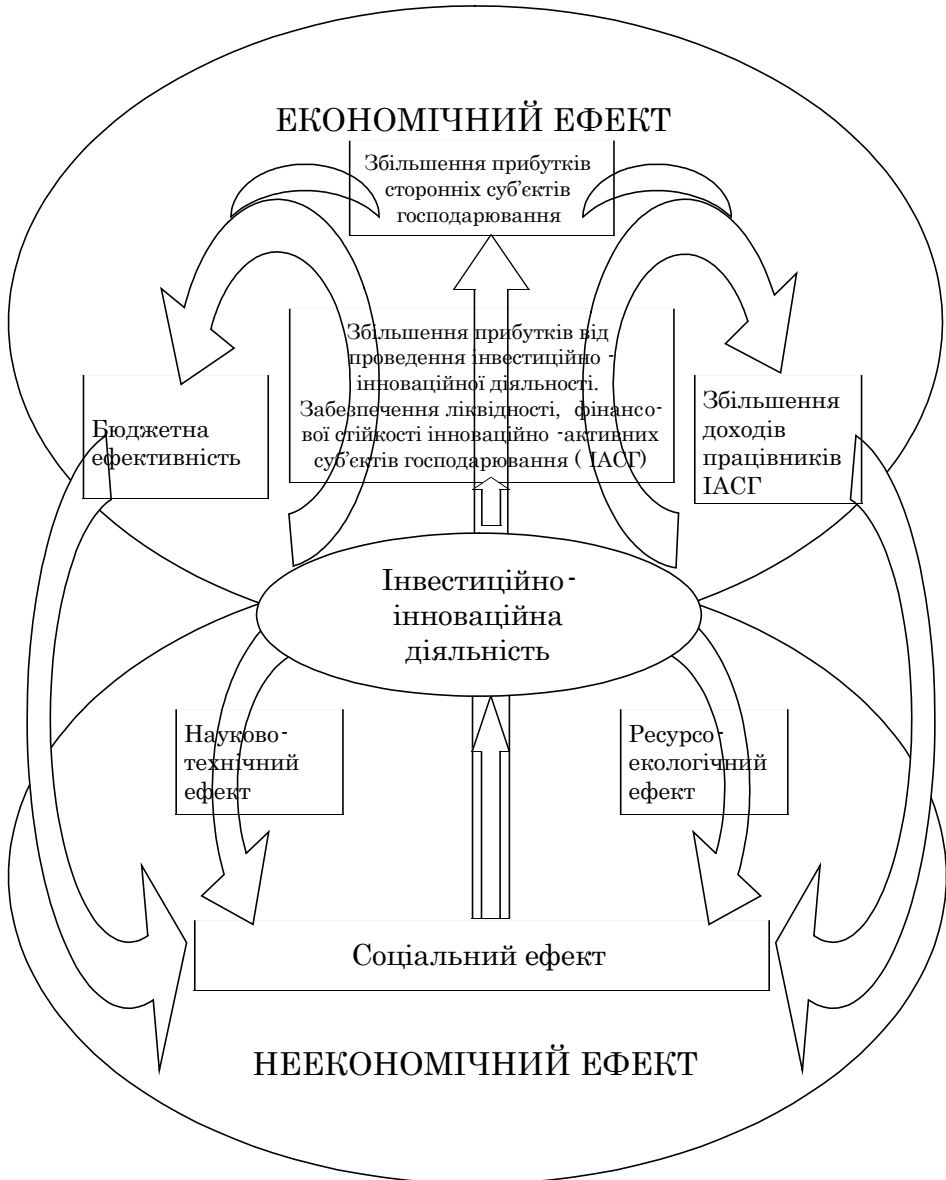 ЕКОНОМІЧНИЙ ЕФЕКТ
Збільшення прибутків
сторонніх суб’єктів
господарювання
Збільшення прибутків від
проведення інвестиційно-
інноваційної діяльності.
Забезпечення ліквідності, фінансо-
вої стійкості інноваційно-активних
суб’єктів господарювання ( ІАСГ)
Бюджетна
ефективність
Збільшення
доходів
працівників
ІАСГ
Інвестиційно-
інноваційна
діяльність
Науково-
технічний
ефект
Ресурсо-
екологічний
ефект
Соціальний ефект
НЕЕКОНОМІЧНИЙ ЕФЕКТ